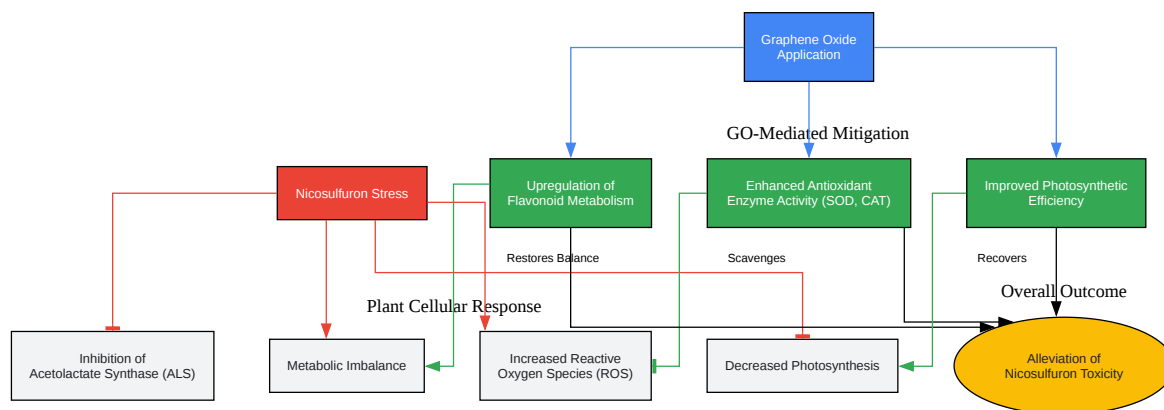 Graphene Oxide
Application
GO-Mediated Mitigation
Nicosulfuron Stress
Upregulation of
Flavonoid Metabolism
Enhanced Antioxidant
Enzyme Activity (SOD, CAT)
Improved Photosynthetic
Efficiency
Restores Balance
Scavenges
Recovers
Plant Cellular Response
Overall Outcome
Inhibition of
Acetolactate Synthase (ALS)
Metabolic Imbalance
Increased Reactive
Oxygen Species (ROS)
Decreased Photosynthesis
Alleviation of
Nicosulfuron Toxicity